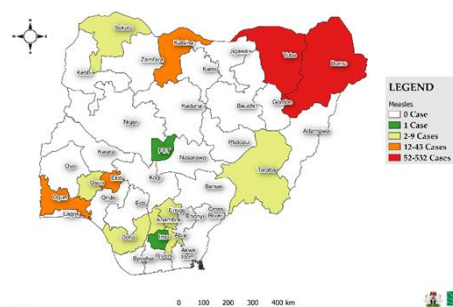 Sokoto
Katsina
Jigawa
Yobe
Borno
Zamfara
Kebbi
Kano
Kaduna
Bauchi
Gombe
Adamawa
Niger
FCT
Plateau
Nasarawa
Taraba
Kwara
Oyo
Osun
Ekiti
Kogi
Benue
Ogun
Lagos
Ondo
Edo
Enugu
Anambra
Ebonyi
Cross
River
Delta
Imo
Abia
Akwa
Bayelsa
Rivers
LEGEND
Measles
0 Case
1 Case
2-9 Cases
12-43 Cases
52-532 Cases
0 100 200 300 400 km